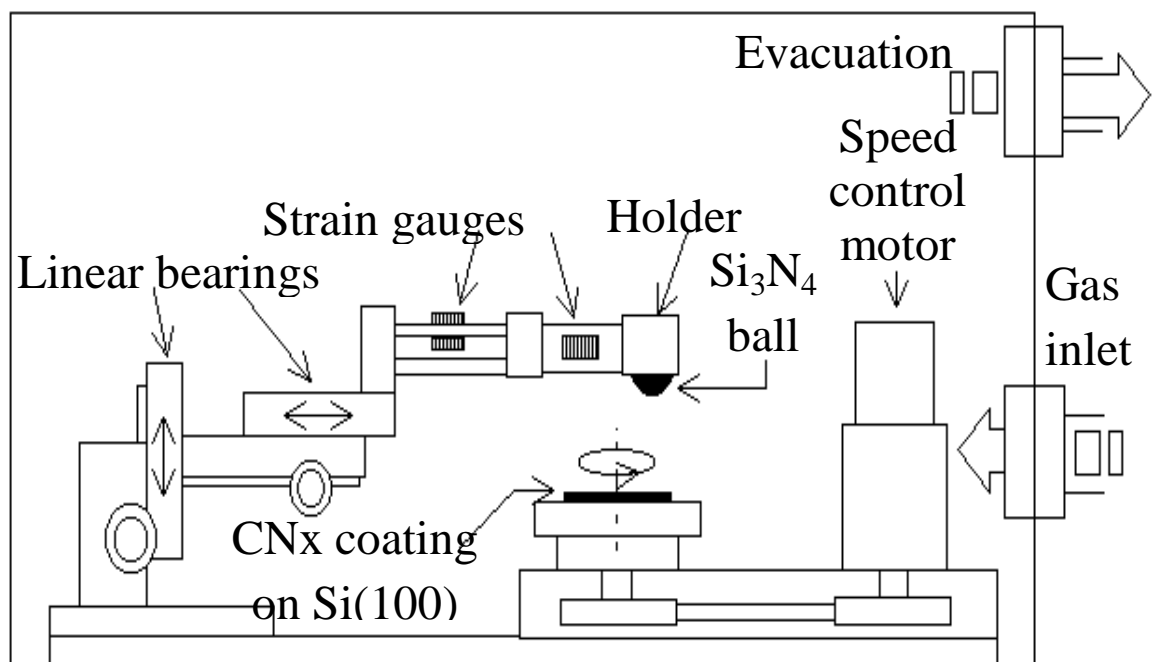 Evacuation
Speed
control
motor
Strain gauges
Holder
Linear bearings
Si₃N₄
ball
Gas
inlet
CNx coating
on Si(100)